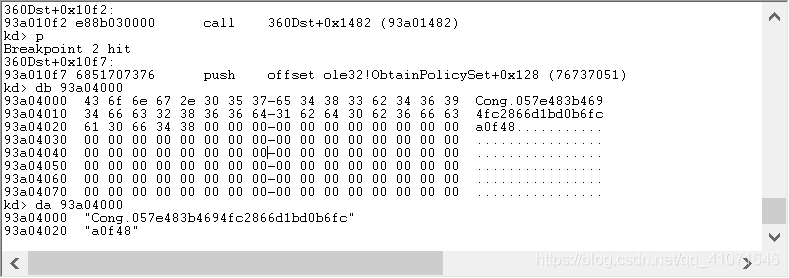 360Dst+0x10f2:
93a010f2 e88b030000      call    360Dst+0x1482 (93a01482)
kd> p
Breakpoint 2 hit
360Dst+0x10f7:
93a010f7 6851707376      push    offset ole32!ObtainPolicySet+0x128 (76737051)
kd> db 93a04000
93a04000  43 6f 6e 67 2e 30 35 37-65 34 38 33 62 34 36 39  Cong.057e483b469
93a04010  34 66 63 32 38 36 36 64-31 62 64 30 62 36 66 63  4fc2866d1bd0b6fc
93a04020  61 30 66 34 38 00 00 00-00 00 00 00 00 00 00 00  a0f48...........
93a04030  00 00 00 00 00 00 00 00-00 00 00 00 00 00 00 00  ................
93a04040  00 00 00 00 00 00 00 00-00 00 00 00 00 00 00 00  ................
93a04050  00 00 00 00 00 00 00 00-00 00 00 00 00 00 00 00  ................
93a04060  00 00 00 00 00 00 00 00-00 00 00 00 00 00 00 00  ................
93a04070  00 00 00 00 00 00 00 00-00 00 00 00 00 00 00 00  ................
kd> da 93a04000
93a04000  "Cong.057e483b4694fc2866d1bd0b6fc"
93a04020  "a0f48"